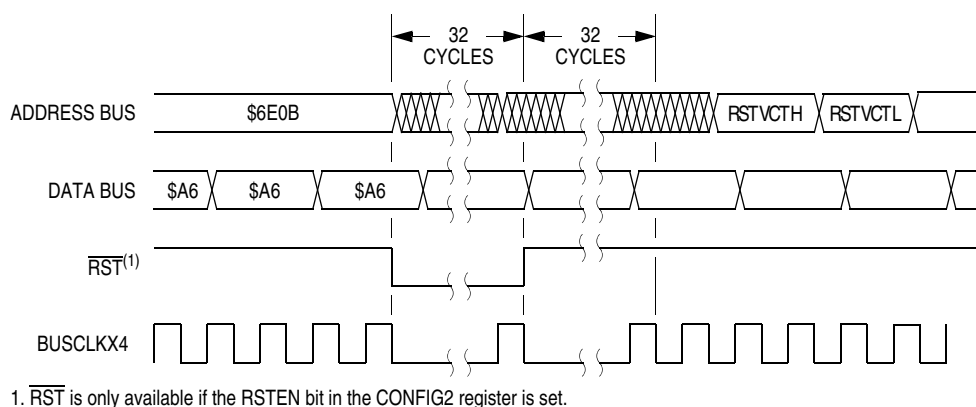 32
CYCLES
32
CYCLES
ADDRESS BUS
$6E0B
RSTVCTH
RSTVCTL
DATA BUS
$A6
$A6
$A6
RST(1)
BUSCLKX4
1. RST is only available if the RSTEN bit in the CONFIG2 register is set.